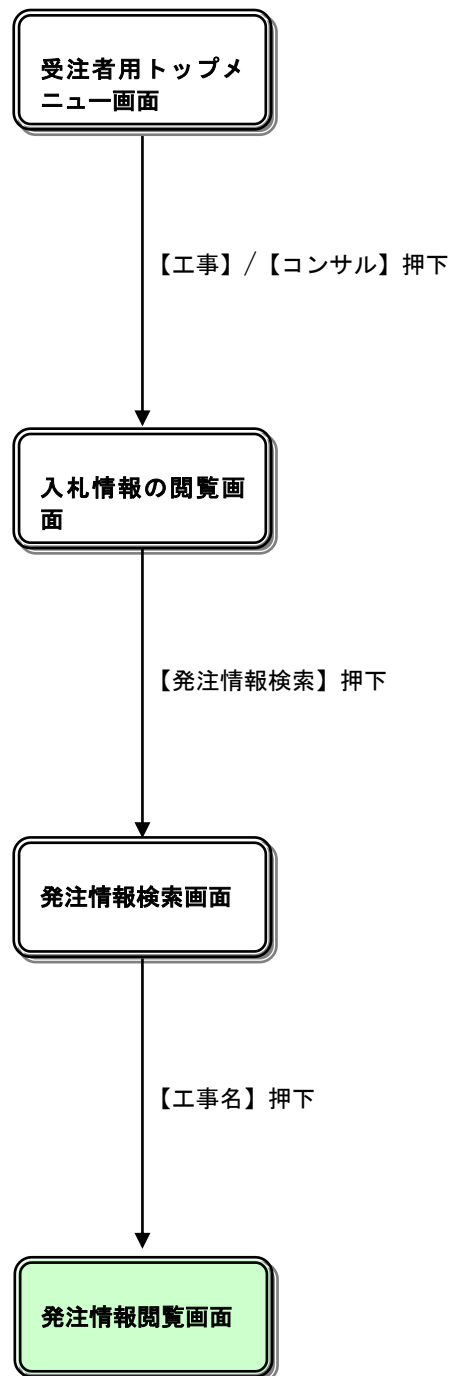 受注者用トップメ
ニュー画面
【工事】/【コンサル】押下
入札情報の閲覧画
面
【発注情報検索】押下
発注情報検索画面
【工事名】押下
発注情報閲覧画面